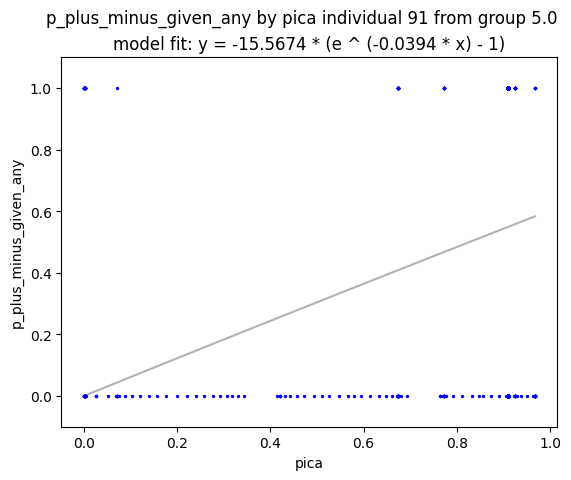 p_plus_minus_given_any by pica individual 91 from group 5.0
model fit: y = -15.5674 * (e ^ (-0.0394 * x) - 1)
1.0
0.8
0.6
0.4
0.2
0.0
p_plus_minus_given_any
0.0 0.2 0.4 0.6 0.8 1.0
pica